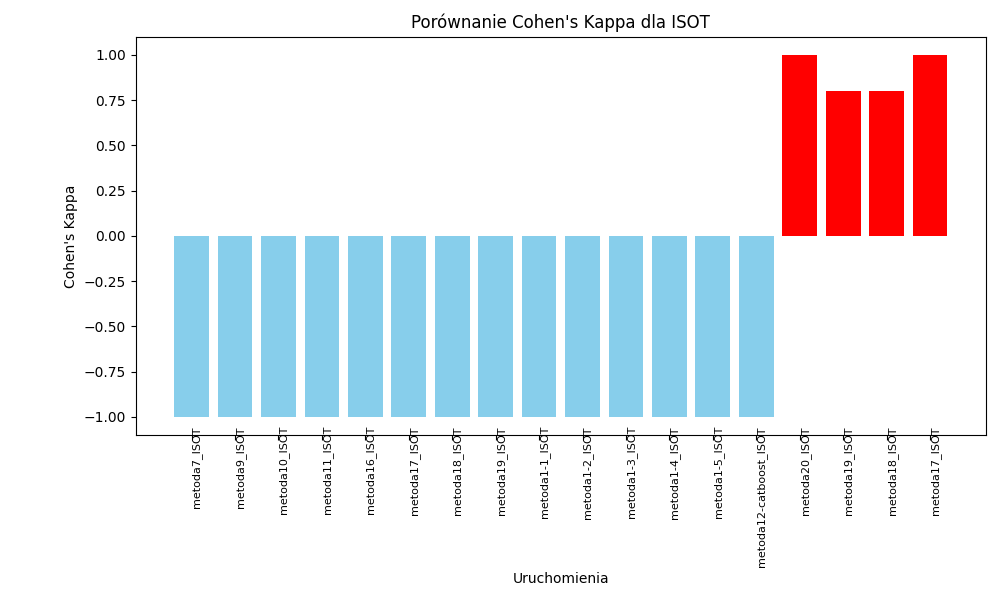 Porównanie Cohen's Kappa dla ISOT
Cohen's Kappa
1.00
0.75
0.50
0.25
0.00
−0.25
−0.50
−0.75
−1.00
metoda7_ISOT
metoda9_ISOT
metoda10_ISOT
metoda11_ISOT
metoda16_ISOT
metoda17_ISOT
metoda18_ISOT
metoda19_ISOT
metoda1-1_ISOT
metoda1-2_ISOT
metoda1-3_ISOT
metoda1-4_ISOT
metoda1-5_ISOT
metoda12-catboost_ISOT
metoda20_ISOT
metoda19_ISOT
metoda18_ISOT
metoda17_ISOT
Uruchomienia